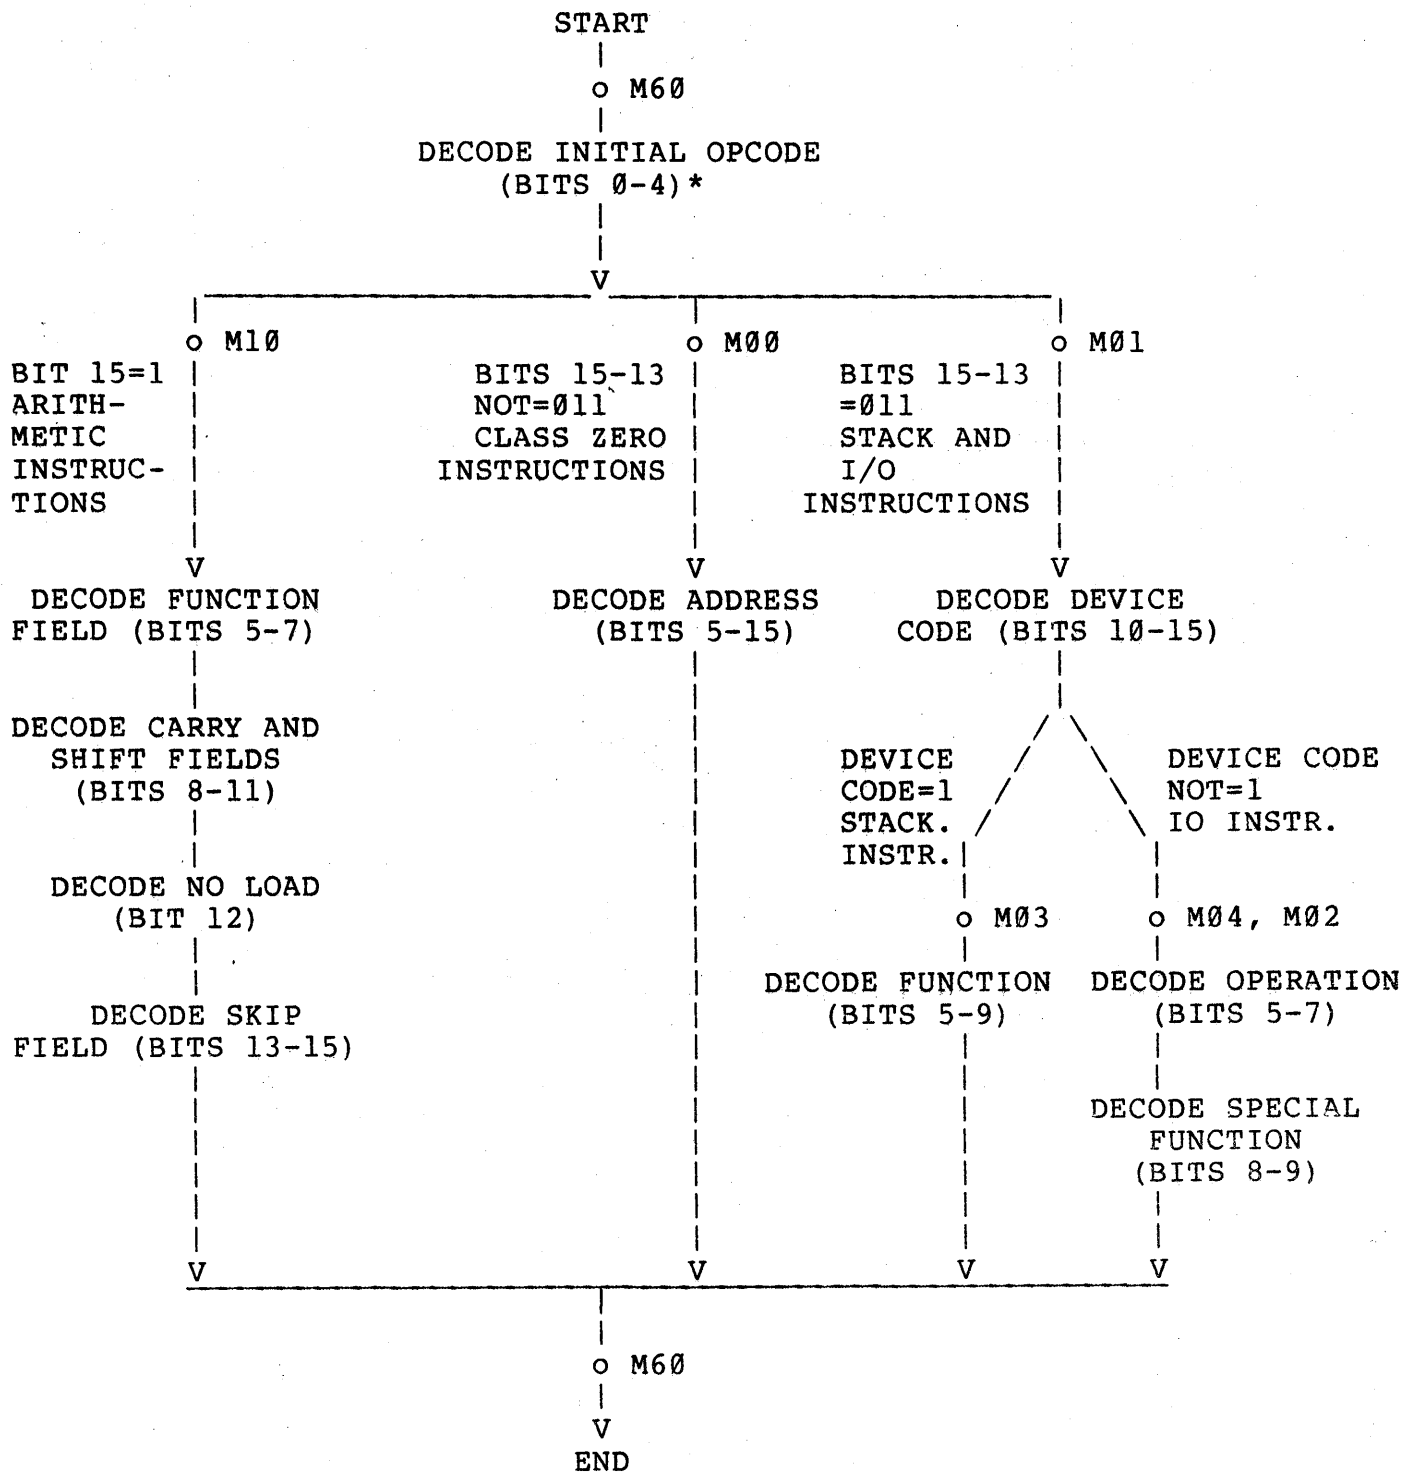 START
o M60
DECODE INITIAL OPCODE
(BITS 0-4)*
V
o M10
BIT 15=1
ARITH-
METIC
INSTRUC-
TIONS
V
DECODE FUNCTION
FIELD (BITS 5-7)
DECODE CARRY AND
SHIFT FIELDS
(BITS 8-11)
DECODE NO LOAD
(BIT 12)
DECODE SKIP
FIELD (BITS 13-15)
V
o M00
BITS 15-13
NOT=011
CLASS ZERO
INSTRUCTIONS
V
DECODE ADDRESS
(BITS 5-15)
V
o M01
BITS 15-13
=011
STACK AND
I/O
INSTRUCTIONS
V
DECODE DEVICE
CODE (BITS 10-15)
DEVICE
CODE=1
STACK.
INSTR.
o M03
DECODE FUNCTION
(BITS 5-9)
V
DEVICE CODE
NOT=1
IO INSTR.
o M04, M02
DECODE OPERATION
(BITS 5-7)
DECODE SPECIAL
FUNCTION
(BITS 8-9)
V
o M60
V
END